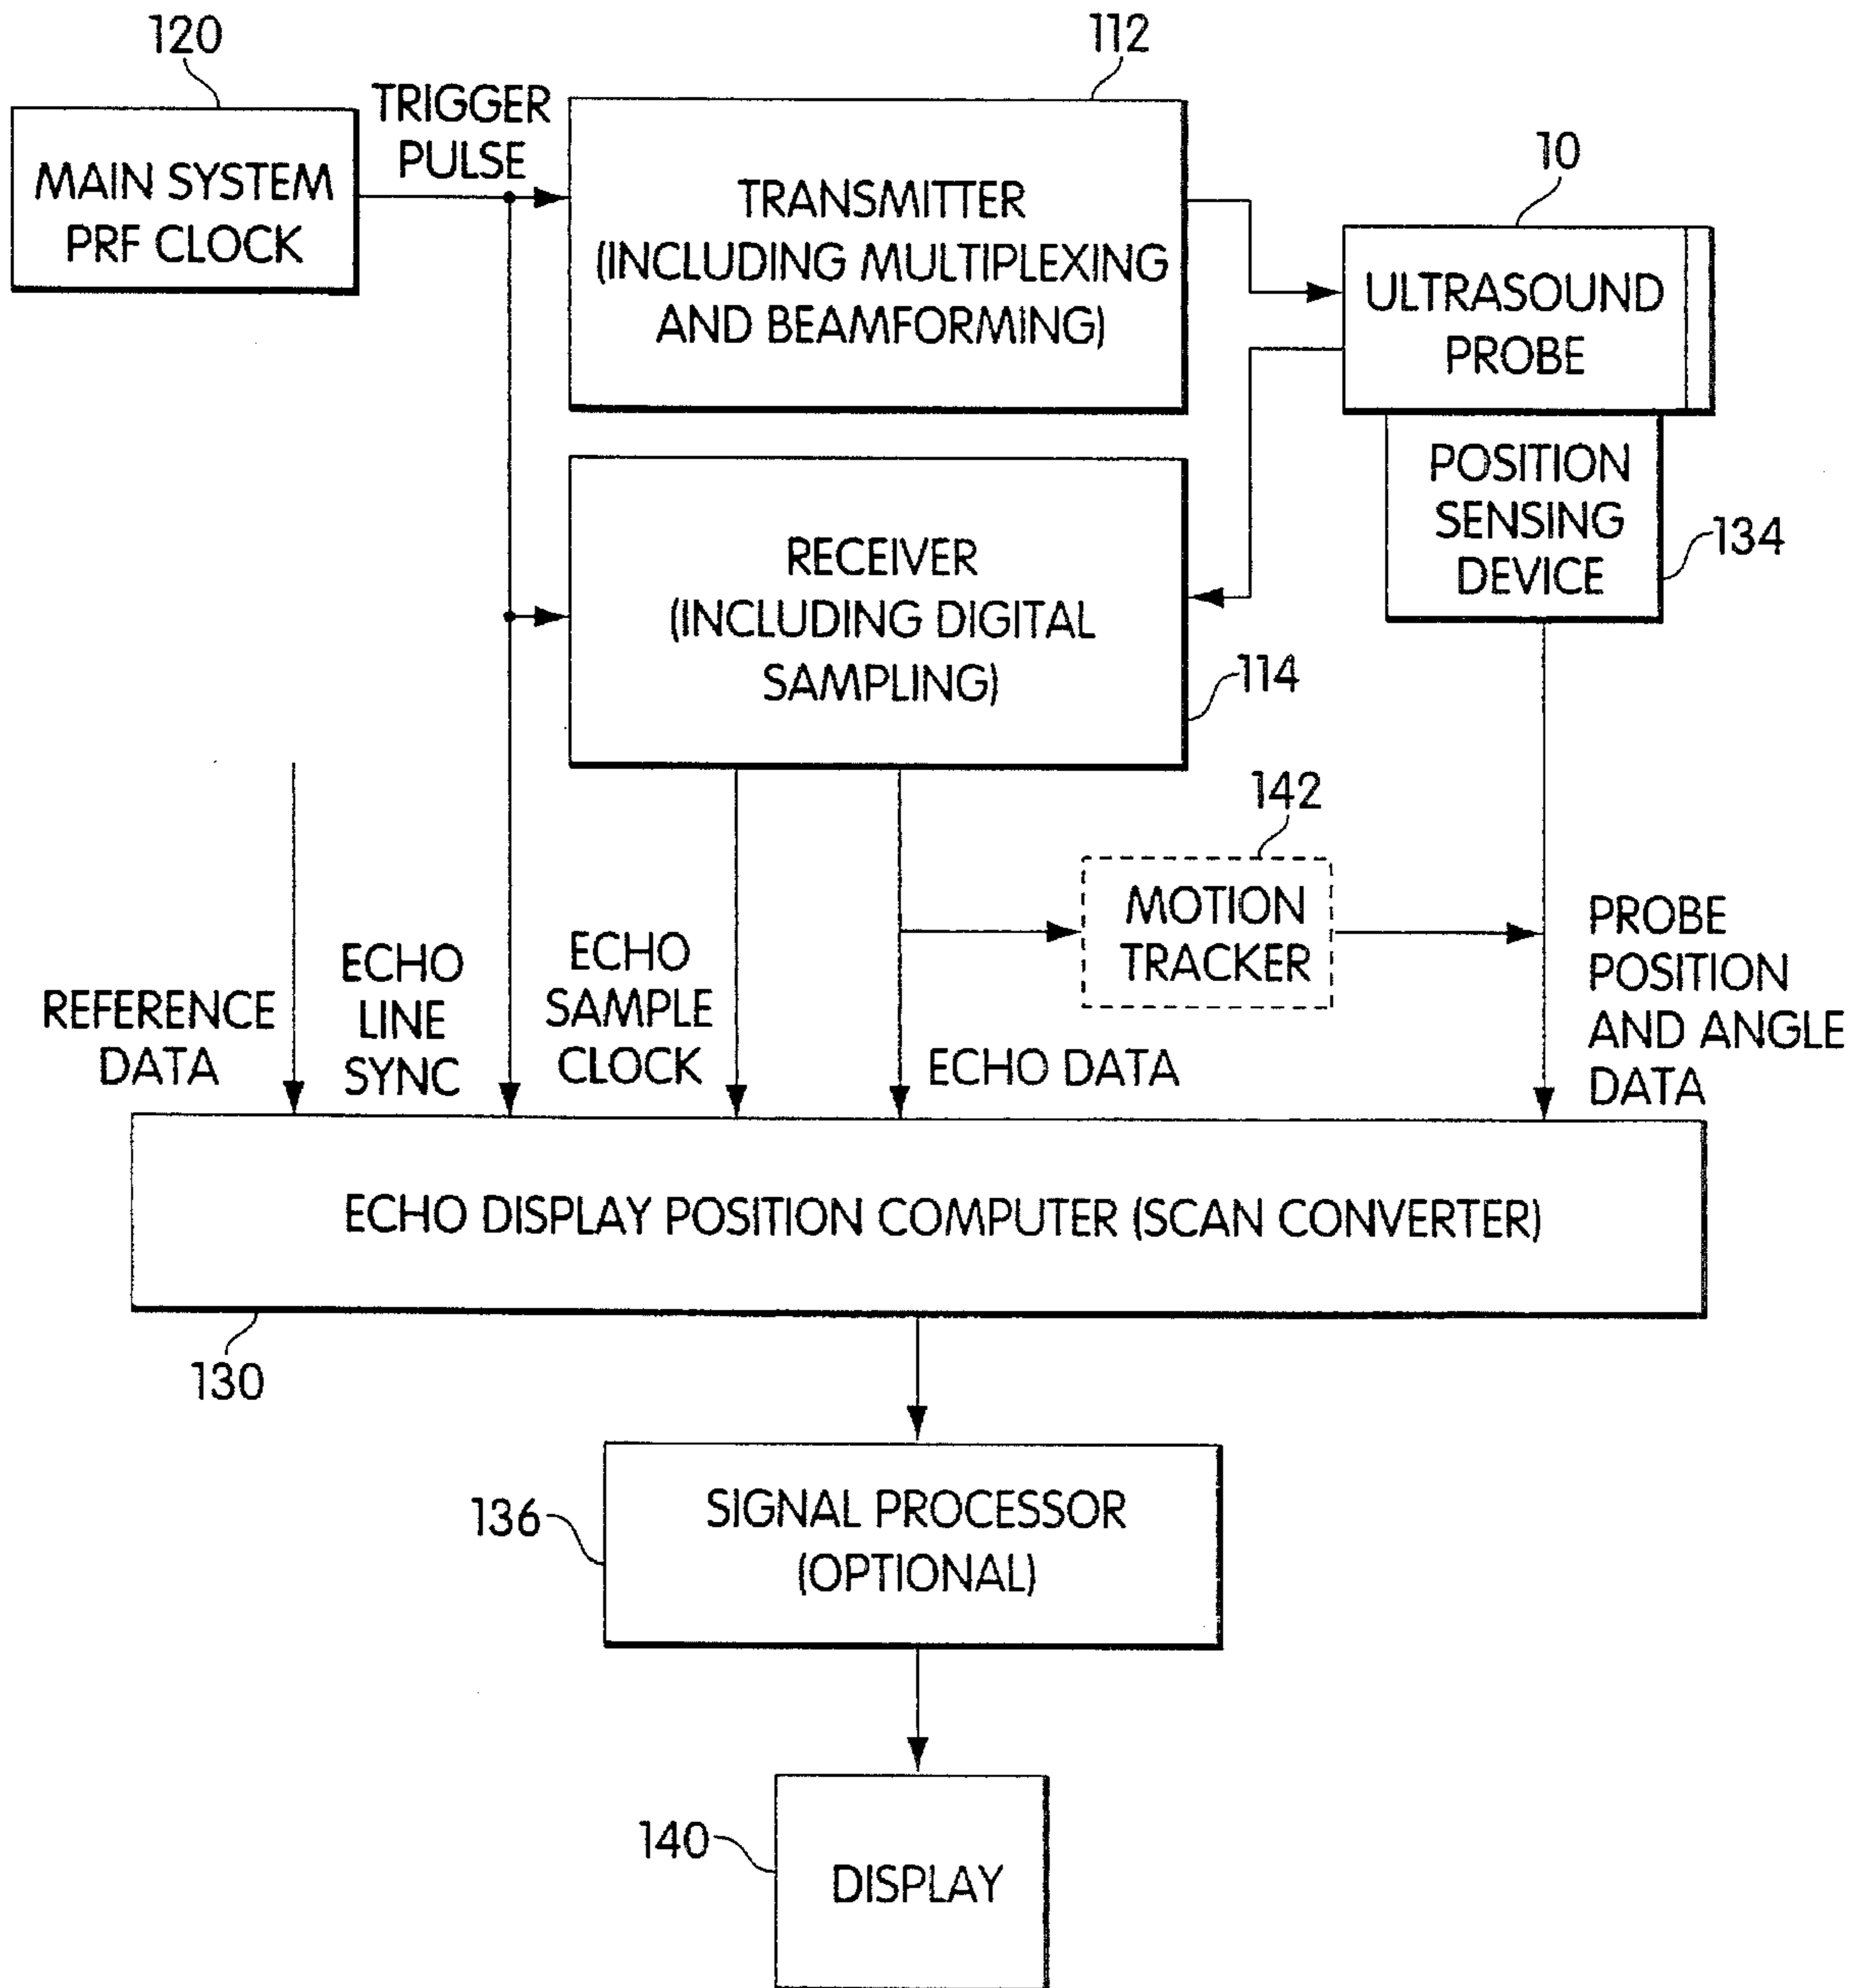 120
112
TRIGGER
PULSE
10
MAIN SYSTEM
PRF CLOCK
TRANSMITTER
(INCLUDING MULTIPLEXING
AND BEAMFORMING)
ULTRASOUND
PROBE
POSITION
SENSING
DEVICE
134
RECEIVER
(INCLUDING DIGITAL
SAMPLING)
114
142
MOTION
TRACKER
REFERENCE
DATA
ECHO
LINE
SYNC
ECHO
SAMPLE
CLOCK
ECHO DATA
PROBE
POSITION
AND ANGLE
DATA
ECHO DISPLAY POSITION COMPUTER (SCAN CONVERTER)
130
136
SIGNAL PROCESSOR
(OPTIONAL)
140
DISPLAY